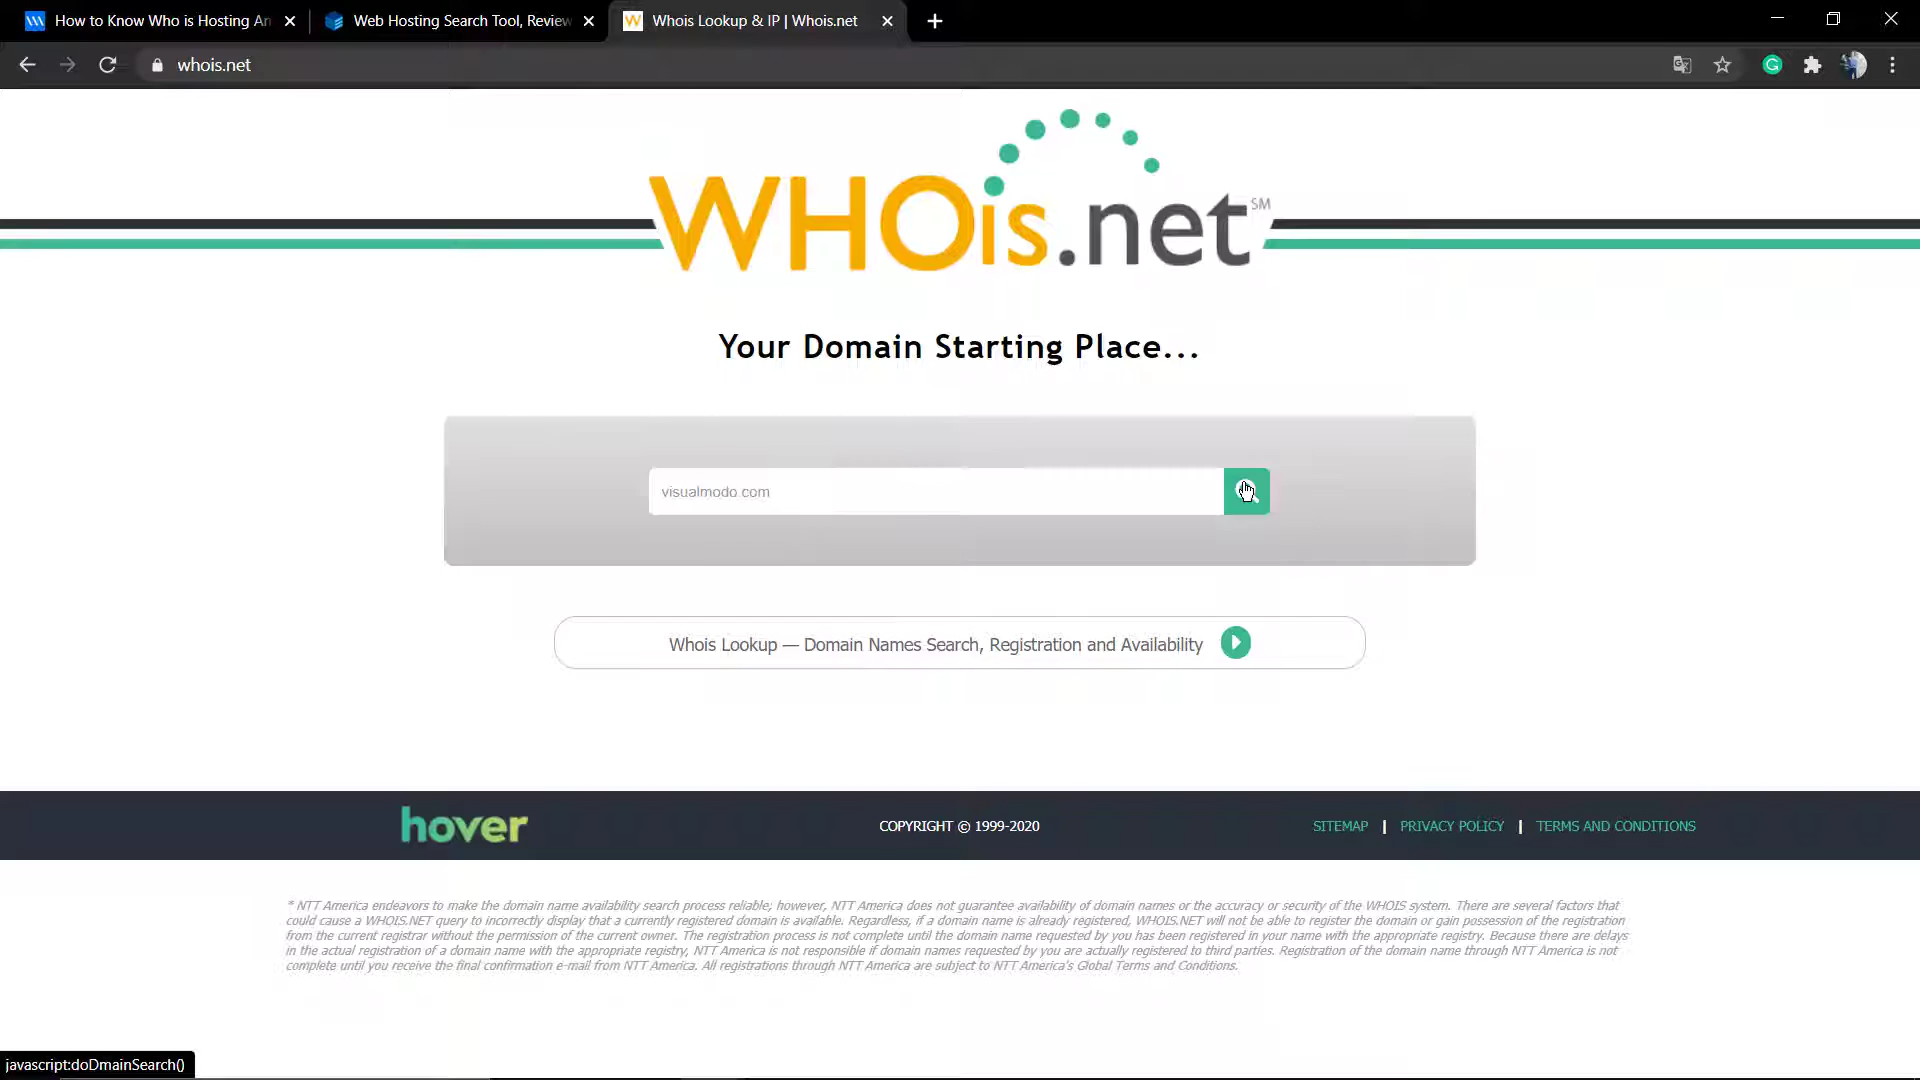 How to Know Who is Hosting An
Web Hosting Search Tool, Review
Whois Lookup & IP | Whois.net
whois.net
WHOis.net SM
Your Domain Starting Place...
visualmodo.com
Whois Lookup — Domain Names Search, Registration and Availability
hover
COPYRIGHT © 1999-2020
SITEMAP | PRIVACY POLICY | TERMS AND CONDITIONS
* NTT America endeavors to make the domain name availability search process reliable; however, NTT America does not guarantee availability of domain names or the accuracy or security of the WHOIS system. There are several factors that
could cause a WHOIS.NET query to incorrectly display that a currently registered domain is available. Regardless, if a domain name is already registered, WHOIS.NET will not be able to register the domain or gain possession of the registration
from the current registrar without the permission of the current owner. The registration process is not complete until the domain name requested by you has been registered in your name with the appropriate registry. Because there are delays
in the actual registration of a domain name with the appropriate registry, NTT America is not responsible if domain names requested by you are actually registered to third parties. Registration of the domain name through NTT America is not
complete until you receive the final confirmation e-mail from NTT America. All registrations through NTT America are subject to NTT America's Global Terms and Conditions.
javascript:doDmainSearch()